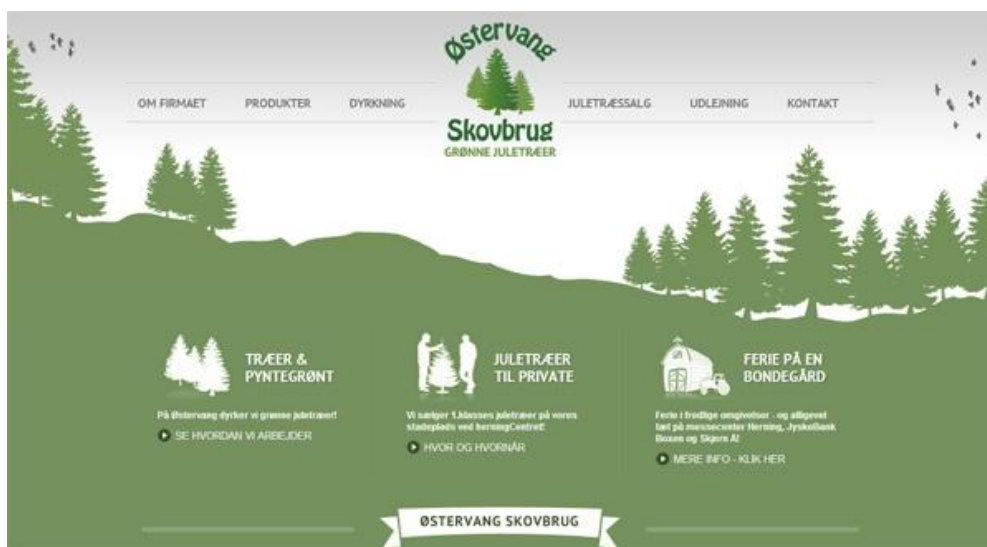 Østervang
Skovbrug
GRØNNE JULETRÆER
OM FIRMAET PRODUKTER DYRKNING JULETRÆSSALG UDLEJNING KONTAKT
TRÆER &
PYNTEGRØNT
På Østervang dyrker vi grønne juletræer!
SE HVORDAN VI ARBEJDER
JULETRÆER
TIL PRIVATE
Vi sælger 1.klasses juletræer på vores
stadeplads ved herningCentret!
HVOR OG HVORNÅR
FERIE PÅ EN
BONDEGÅRD
Ferie i fredlige omgivelser - og alligevel
tæt på messecenter Herning, JyskeBank
Boxen og Skjern Å!
MERE INFO - KLIK HER
ØSTERVANG SKOVBRUG